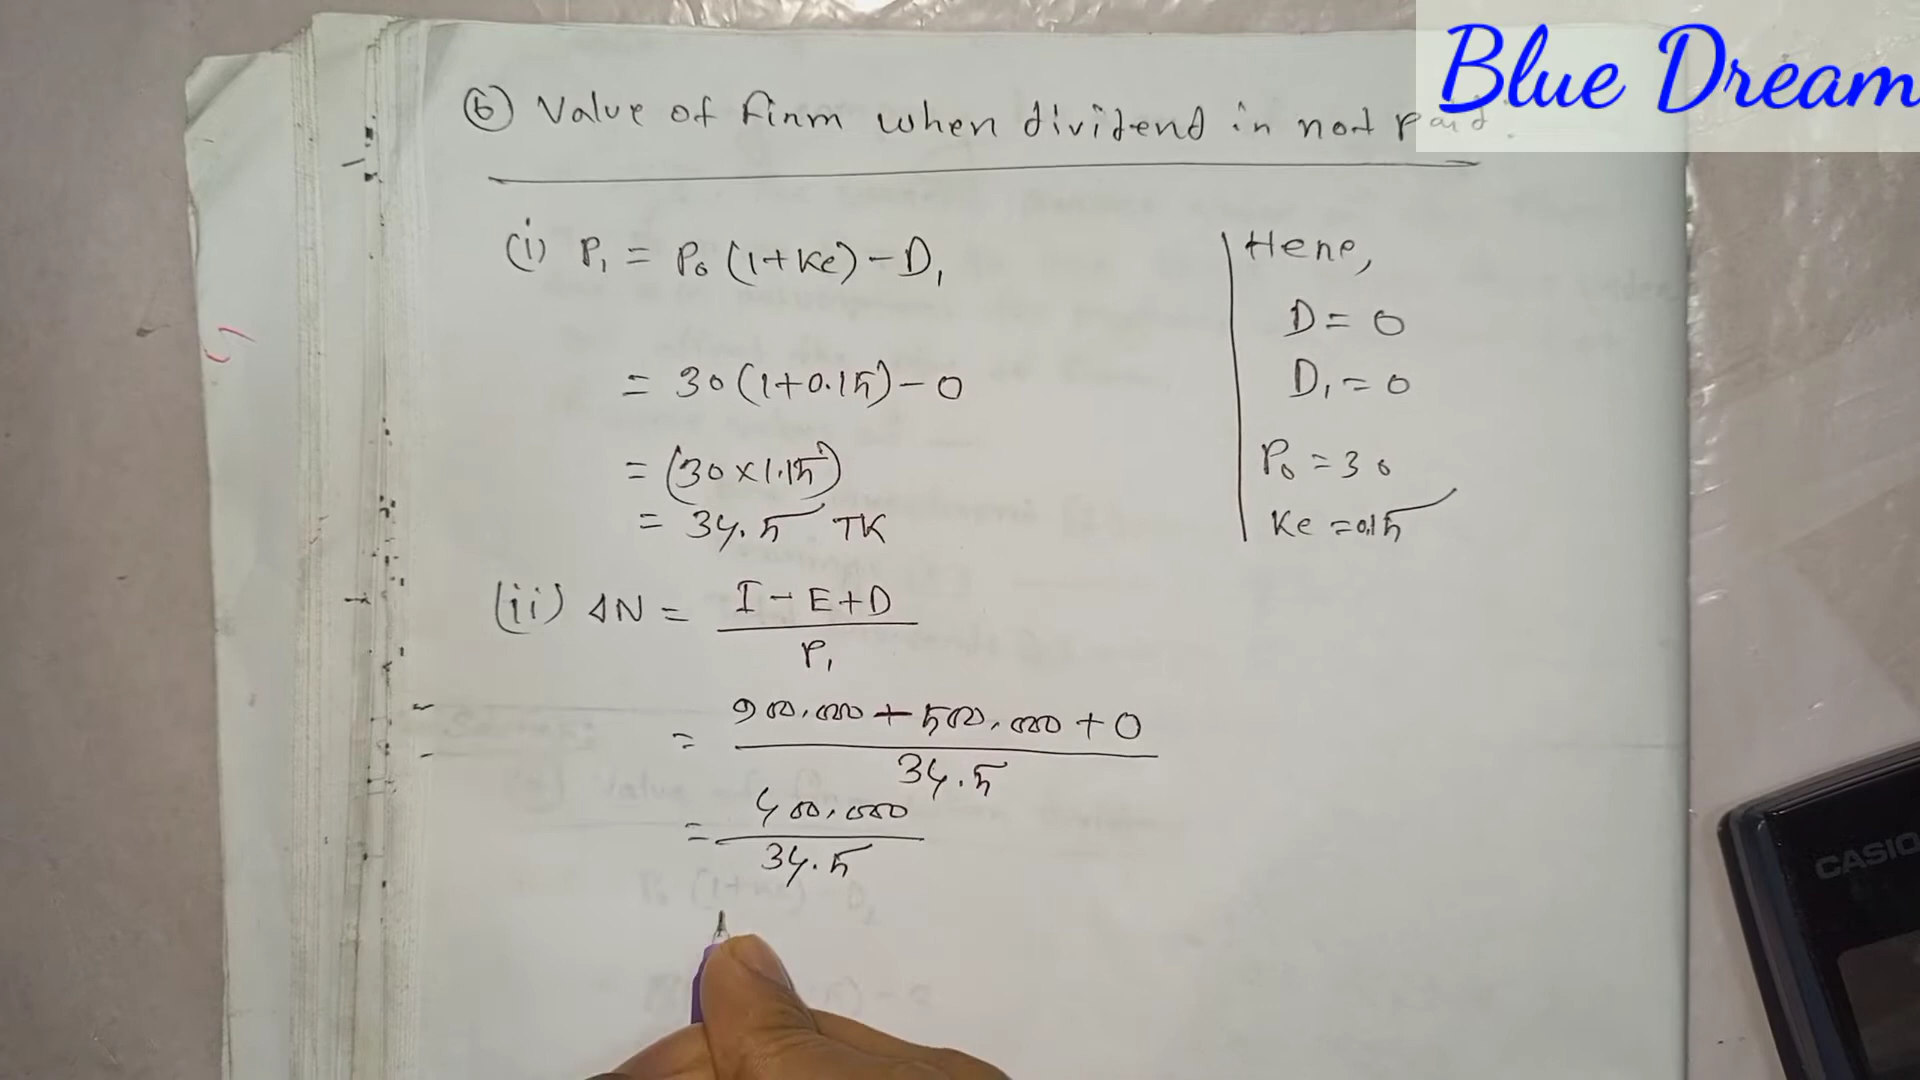 Blue Dream
(b) Value of firm when dividend in not paid.
(i) P₁ = P₀ (1+Ke) - D₁
= 30 (1+0.15) - 0
= (30 × 1.15)
= 34.5 TK
Here,
D = 0
D₁ = 0
P₀ = 30
Ke = 0.15
(ii) ΔN = I - E + D
P₁
= 900,000 + 500,000 + 0
34.5
= 400,000
34.5
CASIO